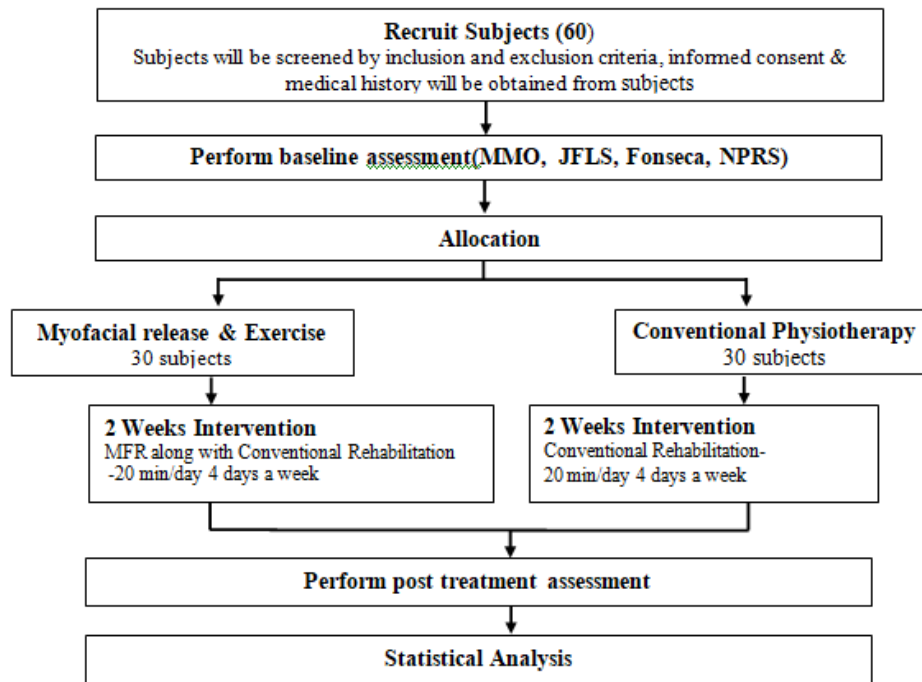 Recruit Subjects (60)
Subjects will be screened by inclusion and exclusion criteria, informed consent &
medical history will be obtained from subjects
Perform baseline assessment(MMO, JFLS, Fonseca, NPRS)
Allocation
Myofacial release & Exercise
30 subjects
Conventional Physiotherapy
30 subjects
2 Weeks Intervention
MFR along with Conventional Rehabilitation
-20 min/day 4 days a week
2 Weeks Intervention
Conventional Rehabilitation-
20 min/day 4 days a week
Perform post treatment assessment
Statistical Analysis